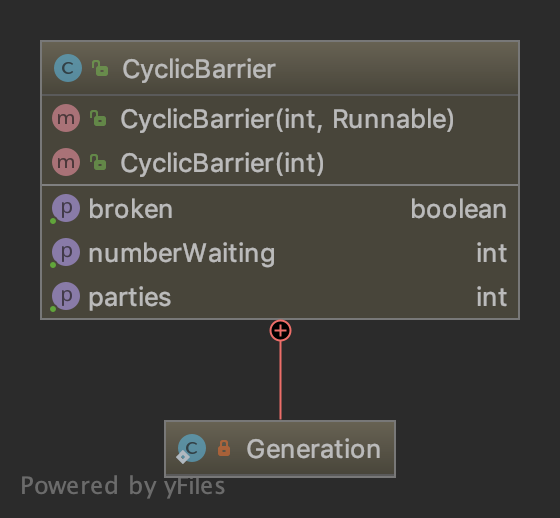 C CyclicBarrier
m CyclicBarrier(int, Runnable)
m CyclicBarrier(int)
p broken boolean
p numberWaiting int
p parties int
C Generation
Powered by yFiles